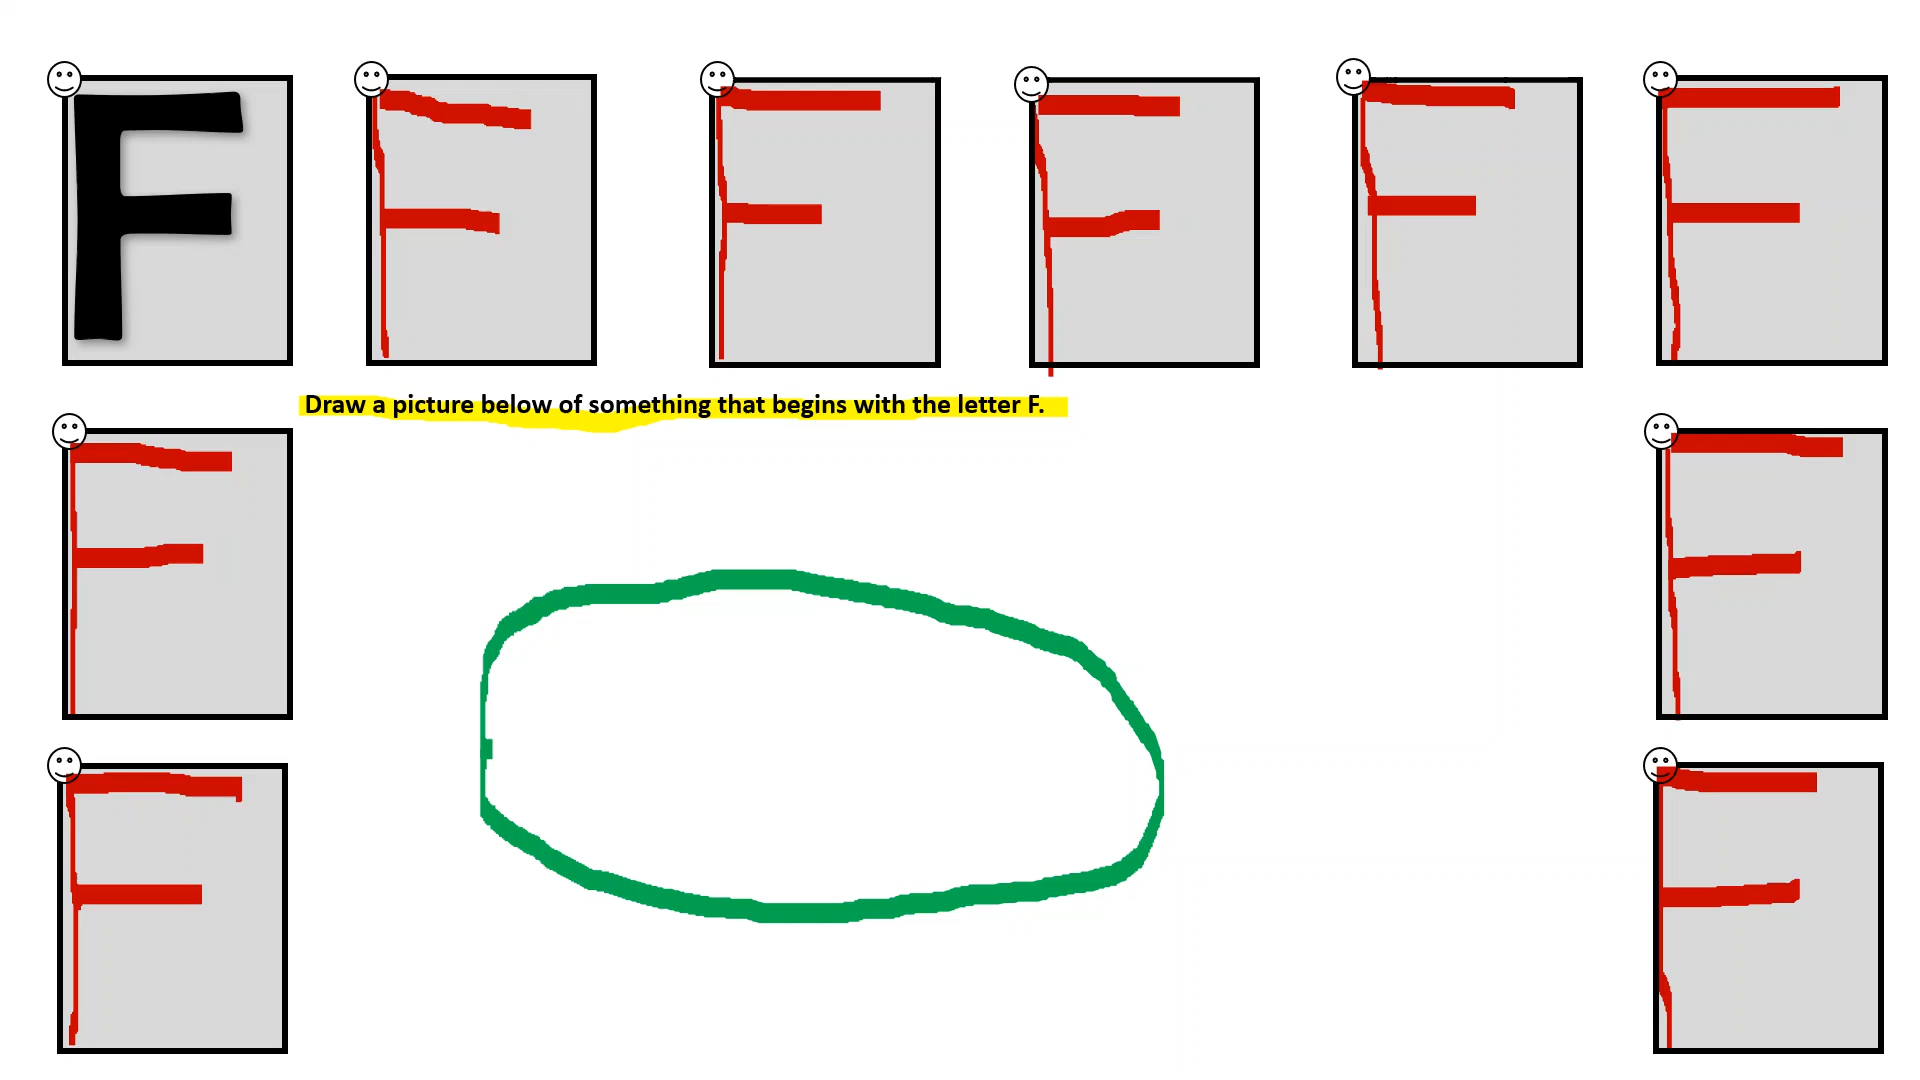 F F F F F F
Draw a picture below of something that begins with the letter F.
F F
F F